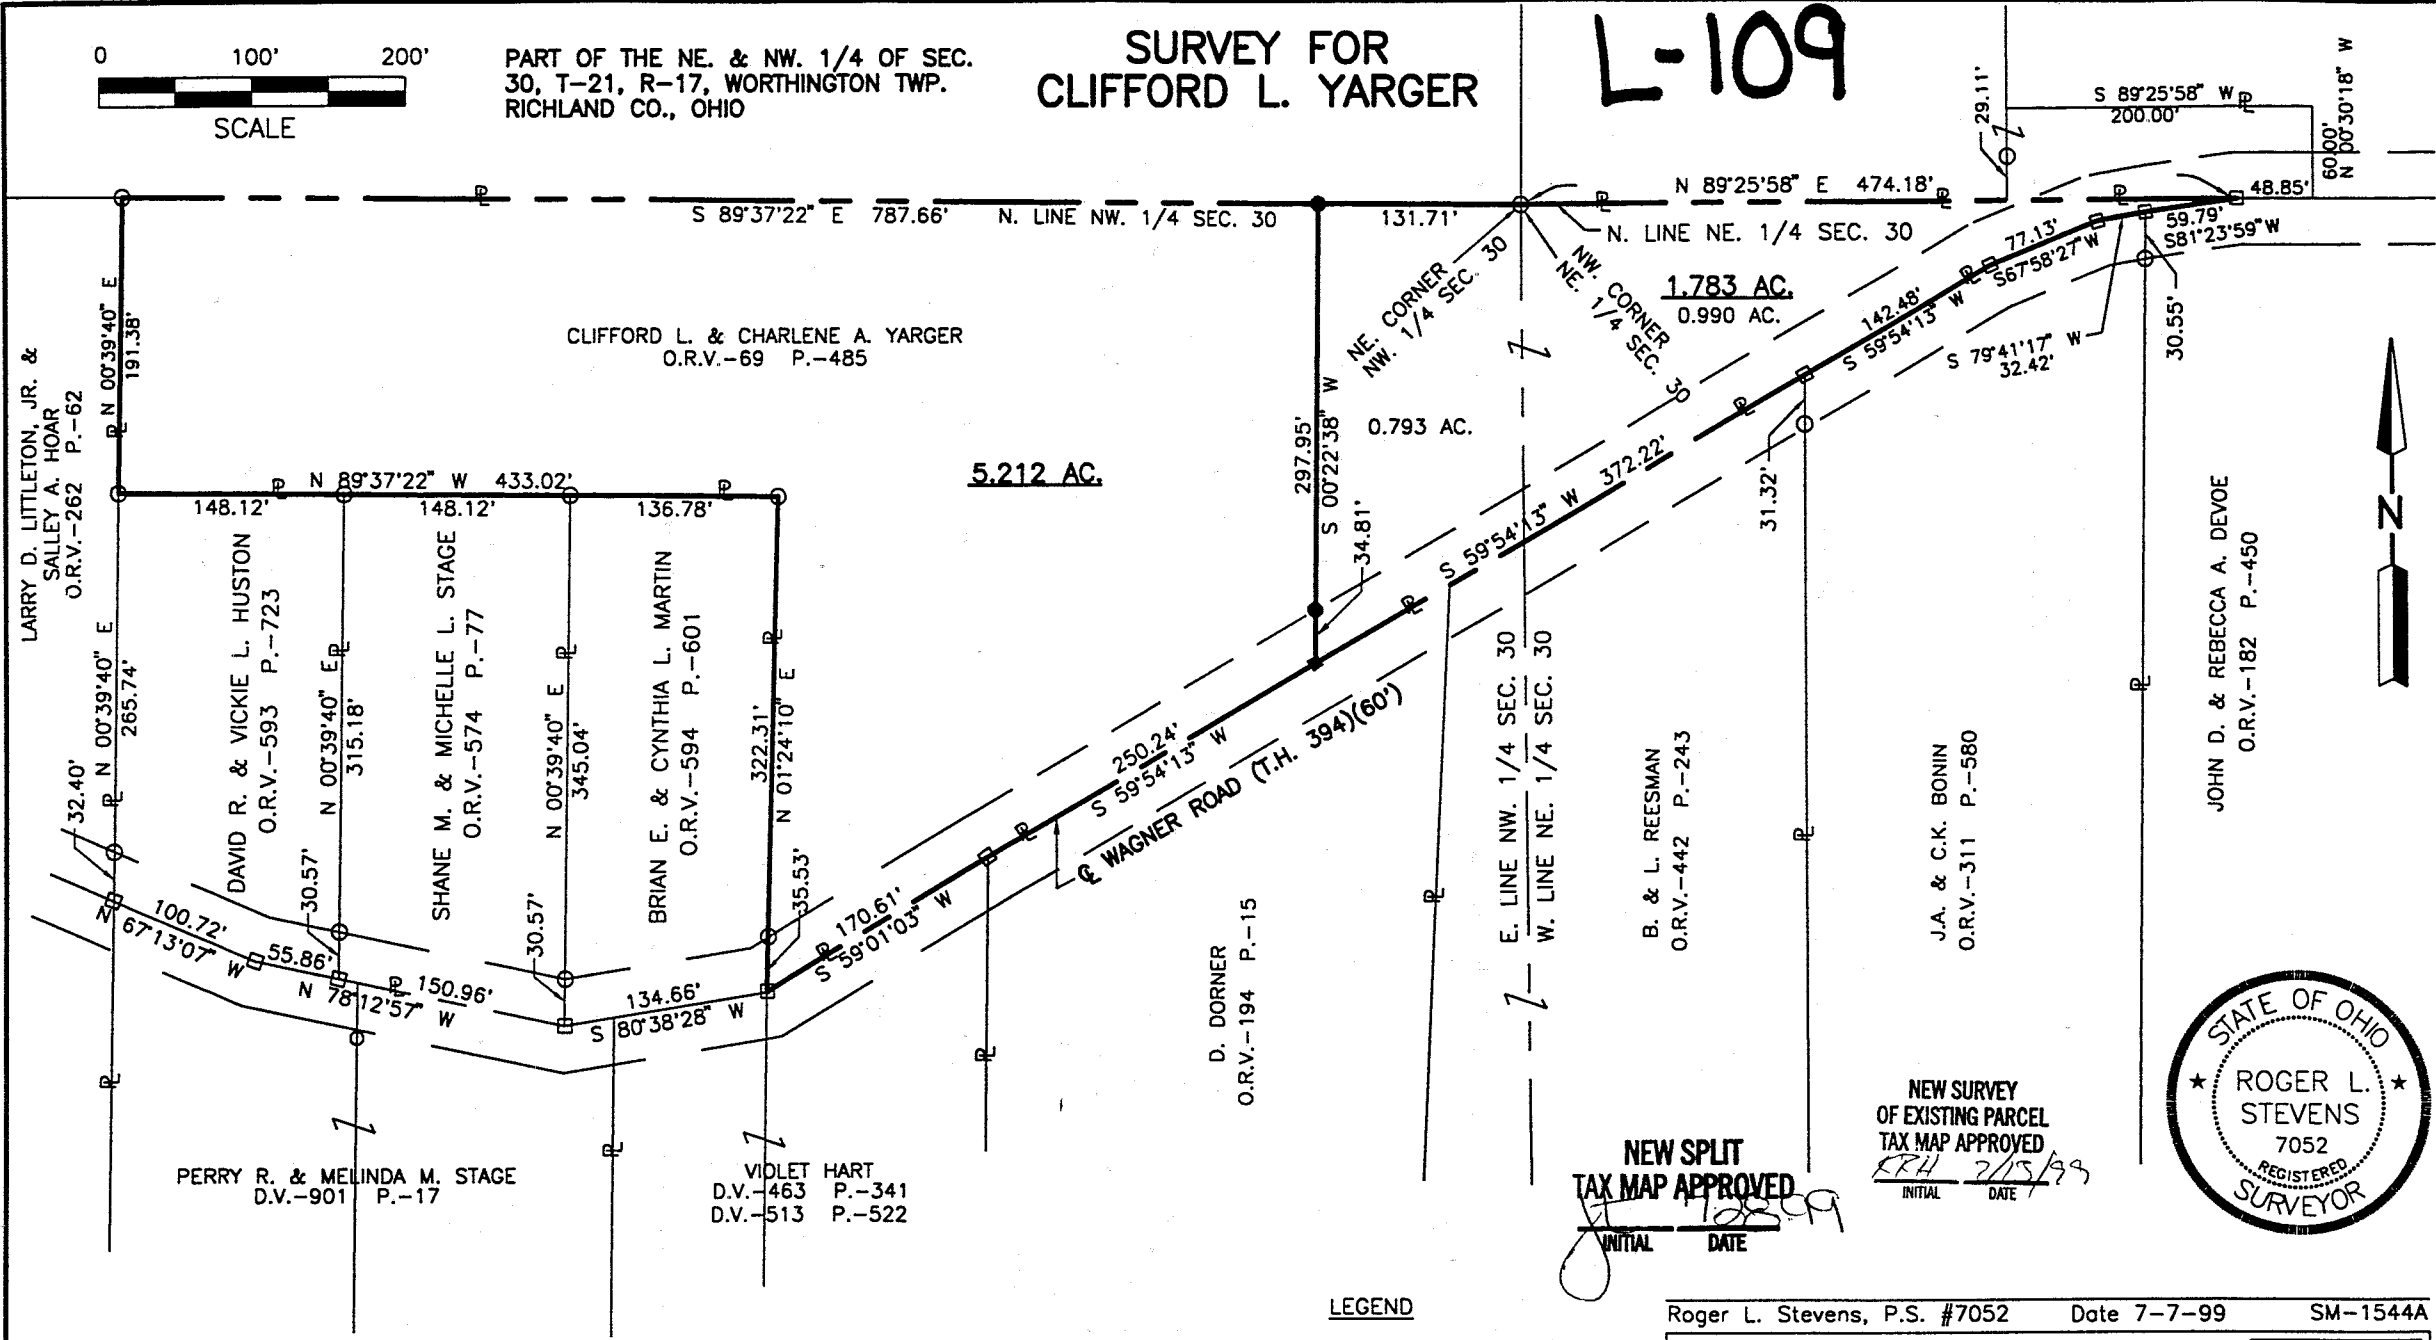 0 100' 200'
SCALE
PART OF THE NE. & NW. 1/4 OF SEC.
30, T-21, R-17, WORTHINGTON TWP.
RICHLAND CO., OHIO
SURVEY FOR
CLIFFORD L. YARGER
L-109
29.11'
S 89°25'58" W
200.00'
60.00'
N 00°30'18" W
48.85'
S 89°37'22" E 787.66'
N. LINE NW. 1/4 SEC. 30
131.71'
N 89°25'58" E 474.18'
N. LINE NE. 1/4 SEC. 30
NE. CORNER
NW. 1/4 SEC. 30
NW. CORNER
NE. 1/4 SEC. 30
1.783 AC.
0.990 AC.
0.793 AC.
77.13'
S67°58'27"W
59.79'
S81°23'59"W
142.48'
S 59°54'13" W
S 79°41'17" W
32.42'
30.55'
31.32'
372.22'
S 59°54'13" W
297.95'
S 00°22'38" W
34.81'
CLIFFORD L. & CHARLENE A. YARGER
O.R.V.-69 P.-485
5.212 AC.
N 00°39'40" E
191.38'
LARRY D. LITTLETON, JR. &
SALLEY A. HOAR
O.R.V.-262 P.-62
N 89°37'22" W 433.02'
148.12'
148.12'
136.78'
N 00°39'40" E
265.74'
32.40'
DAVID R. & VICKIE L. HUSTON
O.R.V.-593 P.-723
N 00°39'40" E
315.18'
30.57'
SHANE M. & MICHELLE L. STAGE
O.R.V.-574 P.-77
N 00°39'40" E
345.04'
30.57'
BRIAN E. & CYNTHIA L. MARTIN
O.R.V.-594 P.-601
322.31'
N 01°24'10" E
35.53'
100.72'
N 67°13'07" W
55.86'
150.96'
N 78°12'57" W
134.66'
S 80°38'28" W
170.61'
S 59°01'03" W
250.24'
S 59°54'13" W
℄ WAGNER ROAD (T.H. 394)(60')
D. DORNER
O.R.V.-194 P.-15
E. LINE NW. 1/4 SEC. 30
W. LINE NE. 1/4 SEC. 30
B. & L. REESMAN
O.R.V.-442 P.-243
J.A. & C.K. BONIN
O.R.V.-311 P.-580
JOHN D. & REBECCA A. DEVOE
O.R.V.-182 P.-450
N
PERRY R. & MELINDA M. STAGE
D.V.-901 P.-17
VIOLET HART
D.V.-463 P.-341
D.V.-513 P.-522
NEW SPLIT
TAX MAP APPROVED
INITIAL DATE
NEW SURVEY
OF EXISTING PARCEL
TAX MAP APPROVED
7/13/99
INITIAL DATE
STATE OF OHIO
ROGER L.
STEVENS
7052
REGISTERED
SURVEYOR
LEGEND
Roger L. Stevens, P.S. #7052 Date 7-7-99 SM-1544A